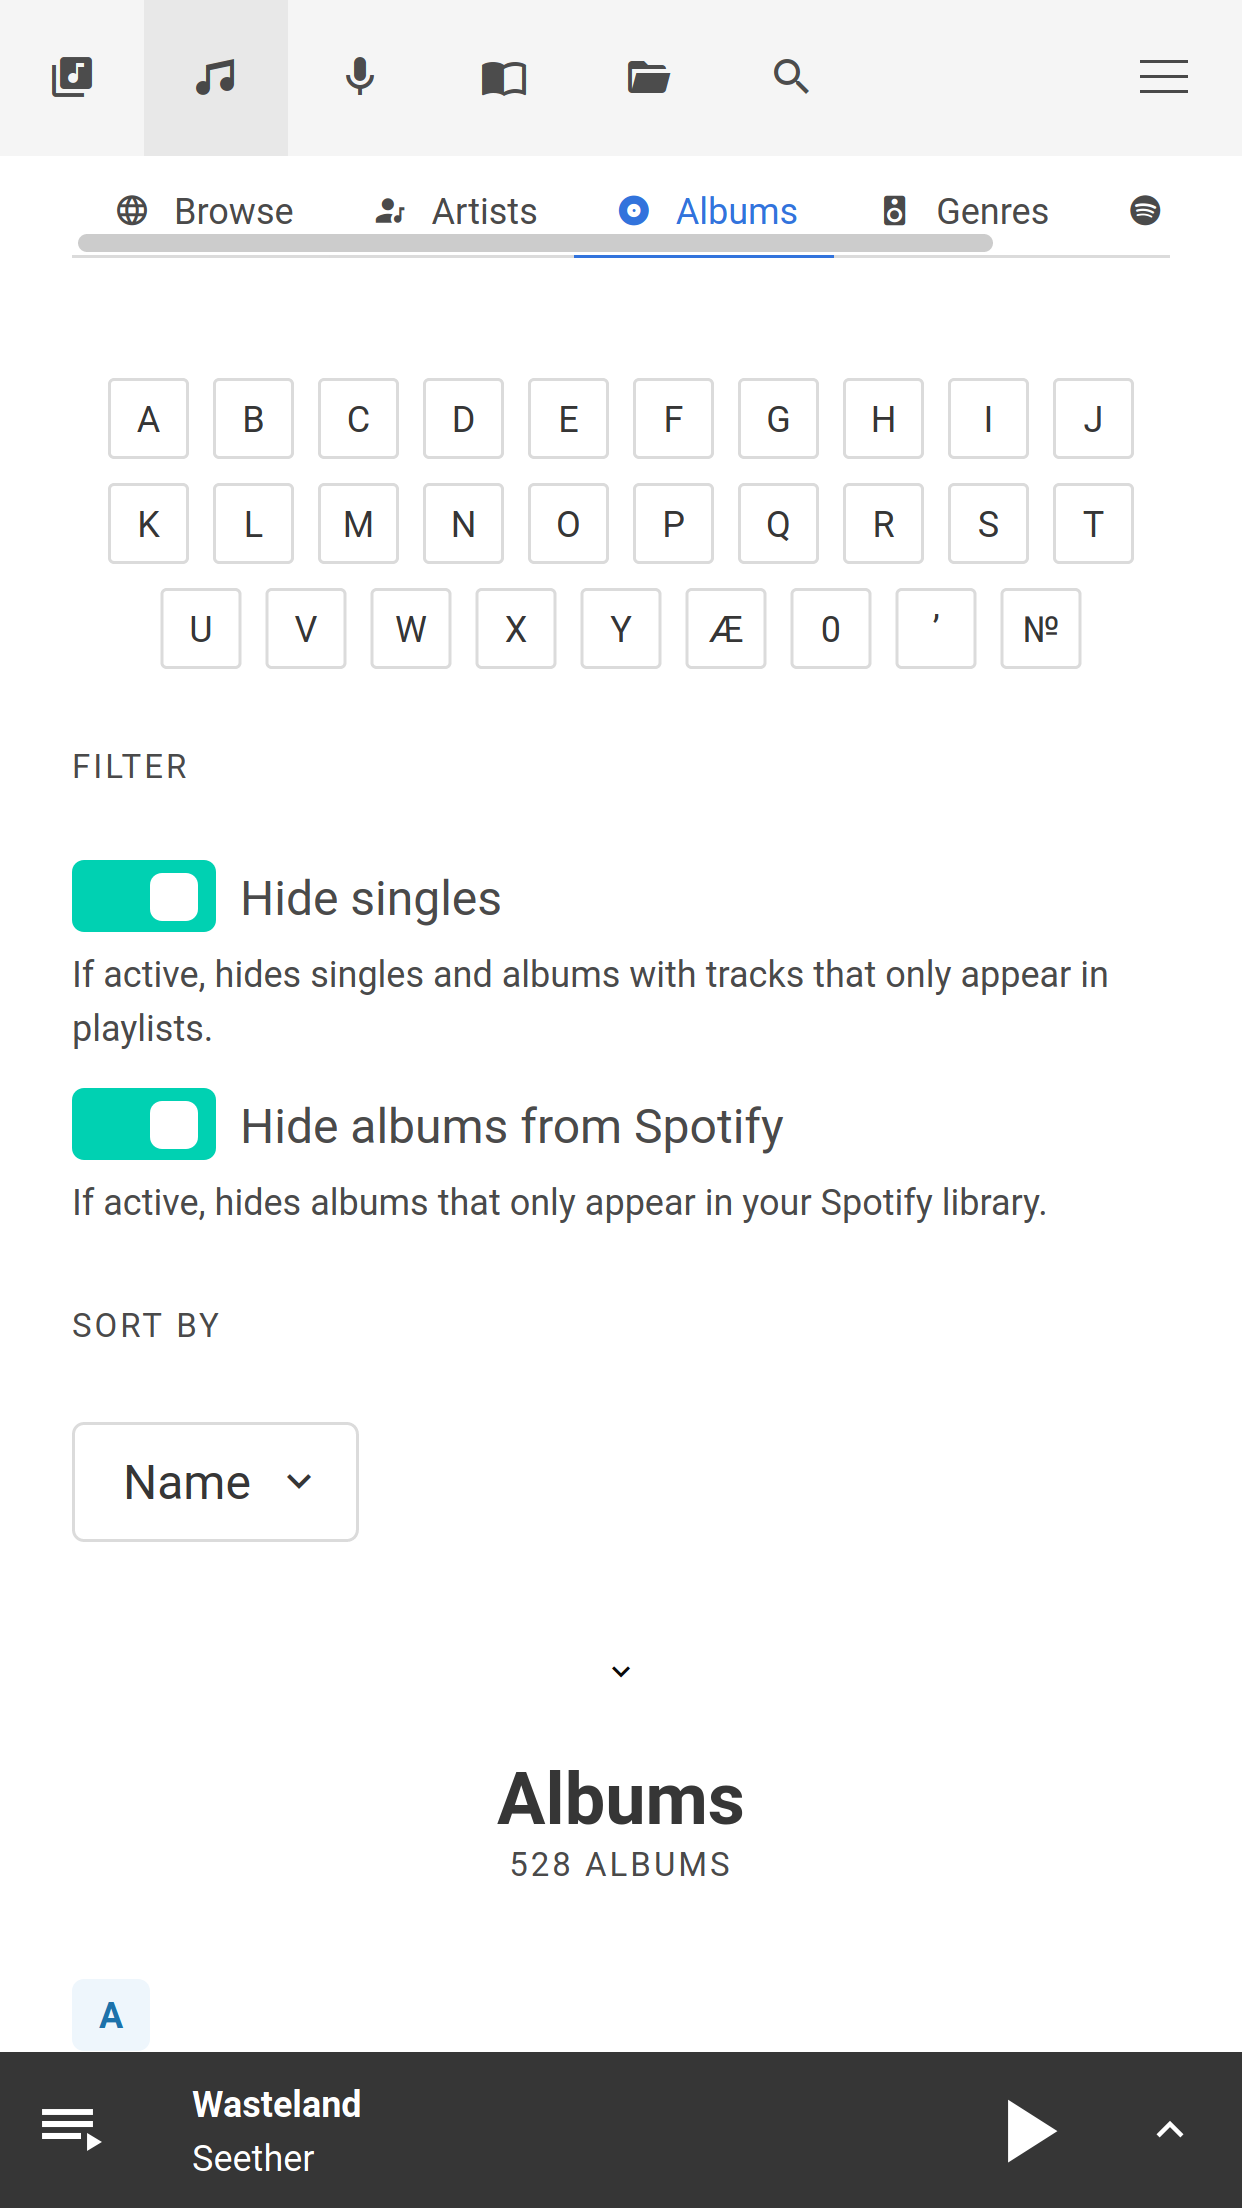 Browse Artists Albums Genres
A B C D E F G H I J
K L M N O P Q R S T
U V W X Y Æ 0 ’ №
FILTER
Hide singles
If active, hides singles and albums with tracks that only appear in
playlists.
Hide albums from Spotify
If active, hides albums that only appear in your Spotify library.
SORT BY
Name
Albums
528 ALBUMS
A
Wasteland
Seether